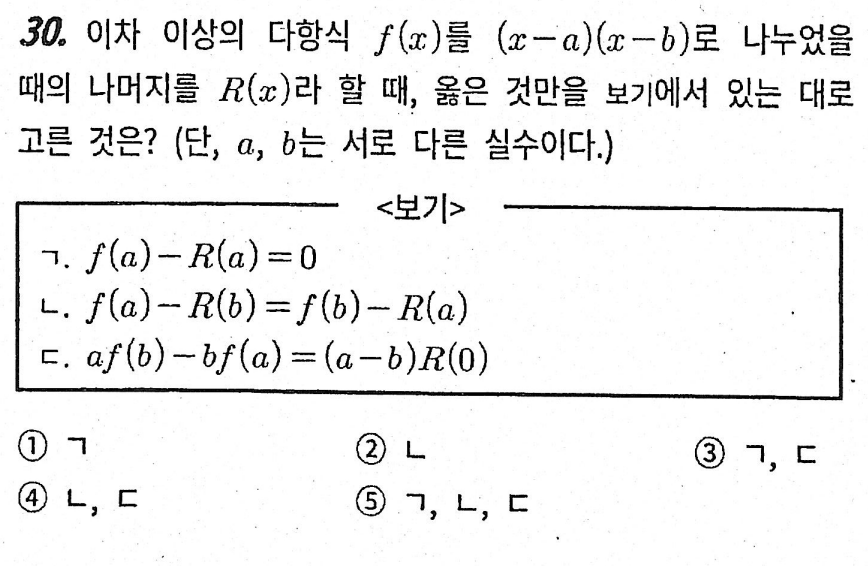 30. 이차 이상의 다항식 f(x)를 (x-a)(x-b)로 나누었을
때의 나머지를 R(x)라 할 때, 옳은 것만을 보기에서 있는 대로
고른 것은? (단, a, b는 서로 다른 실수이다.)
<보기>
ㄱ. f(a)-R(a)=0
ㄴ. f(a)-R(b)=f(b)-R(a)
ㄷ. af(b)-bf(a)=(a-b)R(0)
① ㄱ ② ㄴ ③ ㄱ, ㄷ
④ ㄴ, ㄷ ⑤ ㄱ, ㄴ, ㄷ